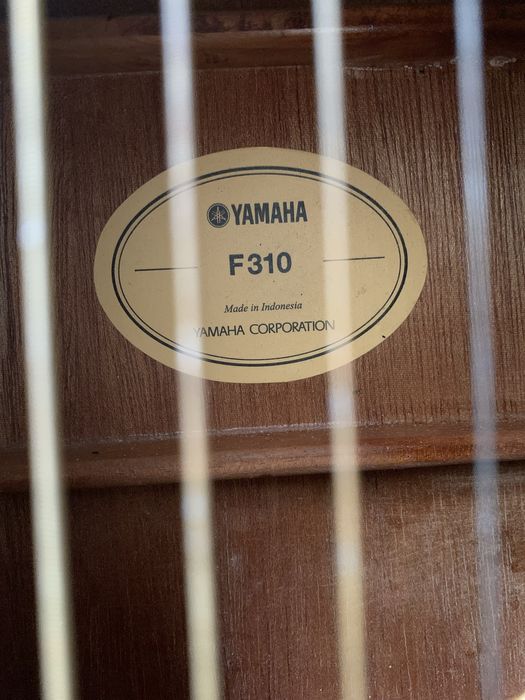 YAMAHA
F310
Made in Indonesia
YAMAHA CORPORATION